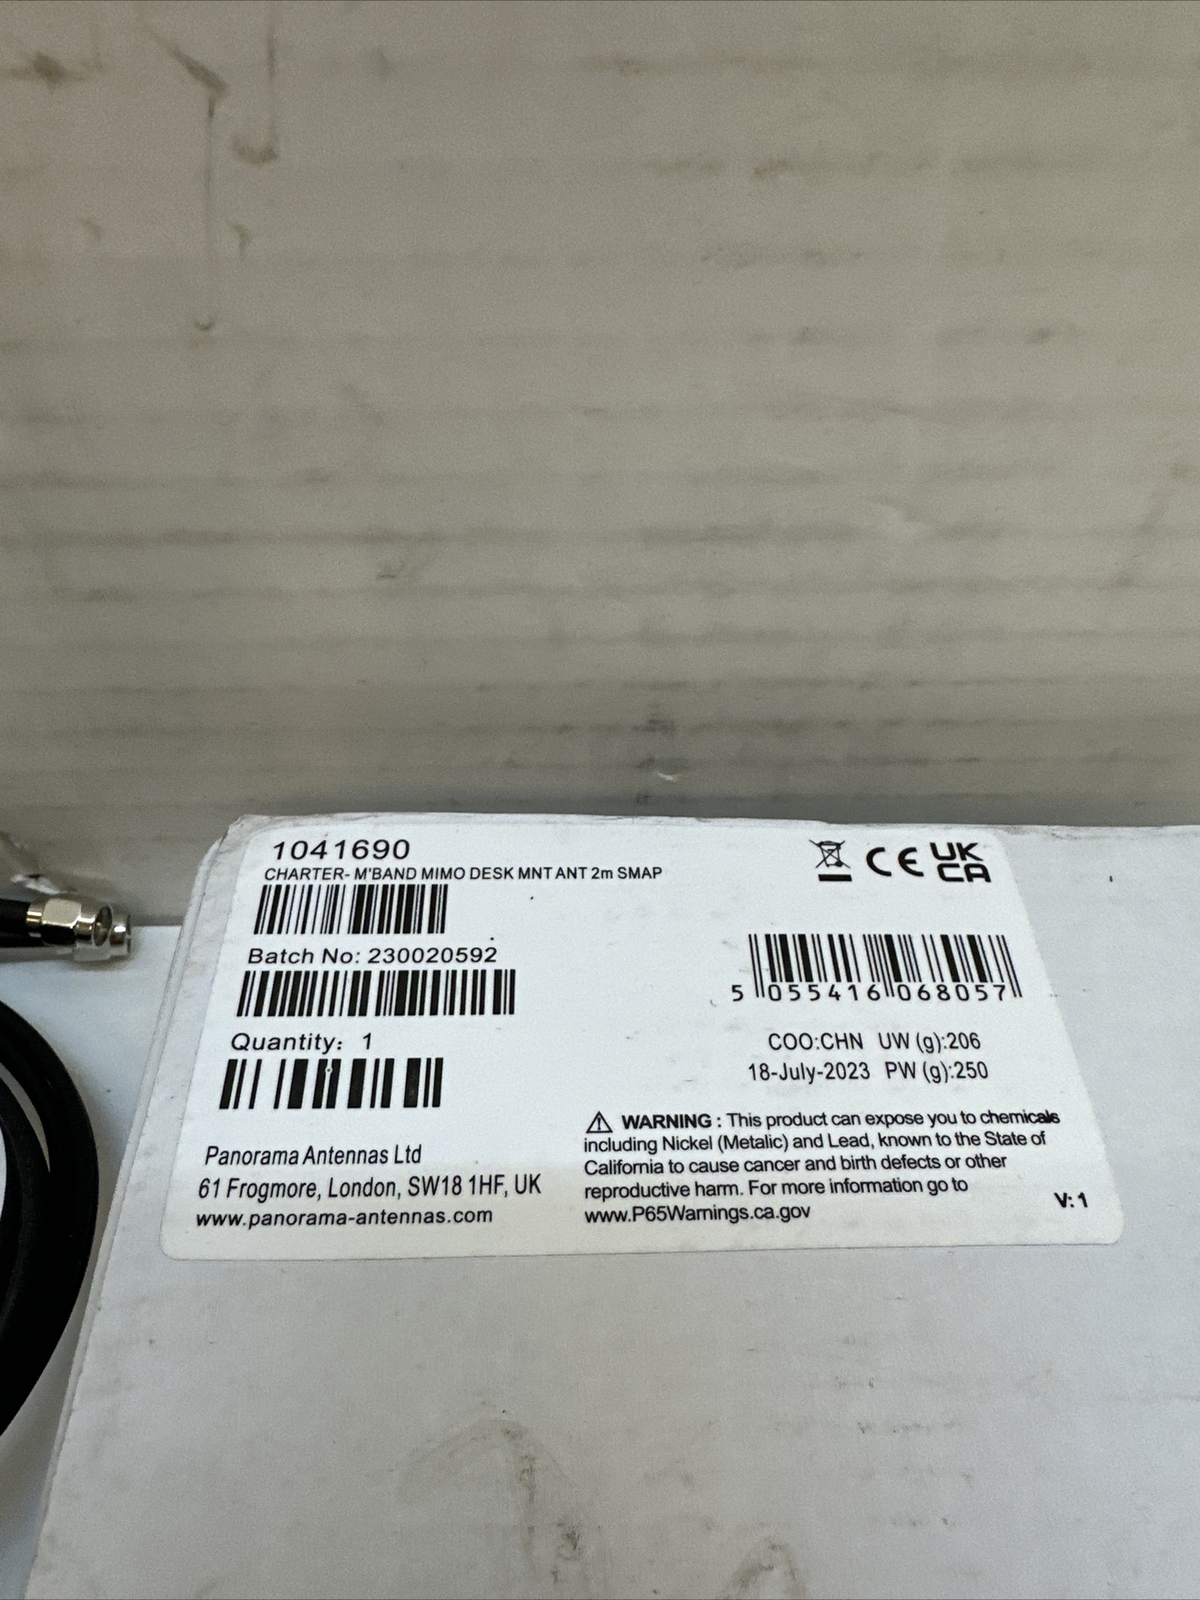 1041690
CHARTER- M'BAND MIMO DESK MNT ANT 2m SMAP
Batch No: 230020592
Quantity: 1
Panorama Antennas Ltd
61 Frogmore, London, SW18 1HF, UK
www.panorama-antennas.com
CE UK CA
5 055416 068057
COO:CHN UW (g):206
18-July-2023 PW (g):250
⚠ WARNING : This product can expose you to chemicals
including Nickel (Metalic) and Lead, known to the State of
California to cause cancer and birth defects or other
reproductive harm. For more information go to
www.P65Warnings.ca.gov
V: 1